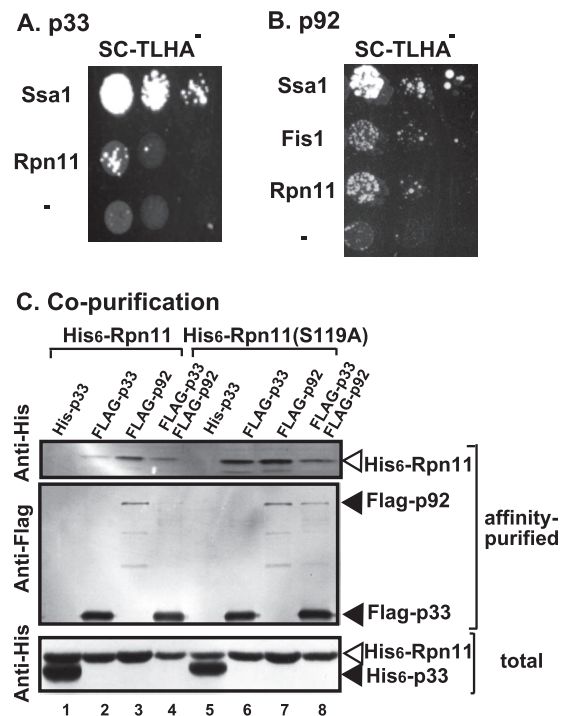 A. p33
SC-TLHA-
Ssa1
Rpn11
-
B. p92
SC-TLHA-
Ssa1
Fis1
Rpn11
-
C. Co-purification
His6-Rpn11 His6-Rpn11(S119A)
His-p33 FLAG-p33 FLAG-p92 FLAG-p33 FLAG-p92 His-p33 FLAG-p33 FLAG-p92 FLAG-p33 FLAG-p92
Anti-His
His6-Rpn11
Anti-Flag
Flag-p92
Flag-p33
affinity-
purified
Anti-His
His6-Rpn11
His6-p33
total
1 2 3 4 5 6 7 8